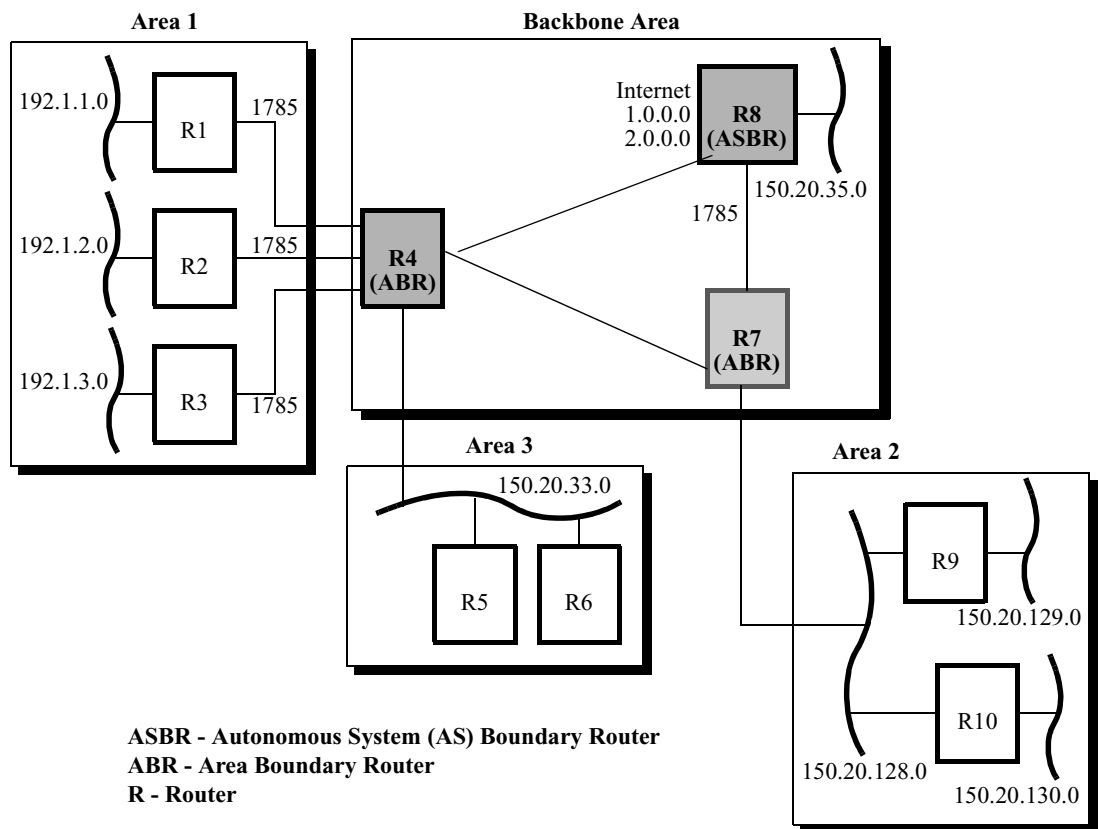 Area 1
Backbone Area
192.1.1.0
R1
1785
Internet
1.0.0.0
2.0.0.0
R8
(ASBR)
150.20.35.0
1785
192.1.2.0
R2
1785
R4
(ABR)
R7
(ABR)
192.1.3.0
R3
1785
Area 3
150.20.33.0
R5
R6
Area 2
R9
150.20.129.0
R10
150.20.128.0
150.20.130.0
ASBR - Autonomous System (AS) Boundary Router
ABR - Area Boundary Router
R - Router